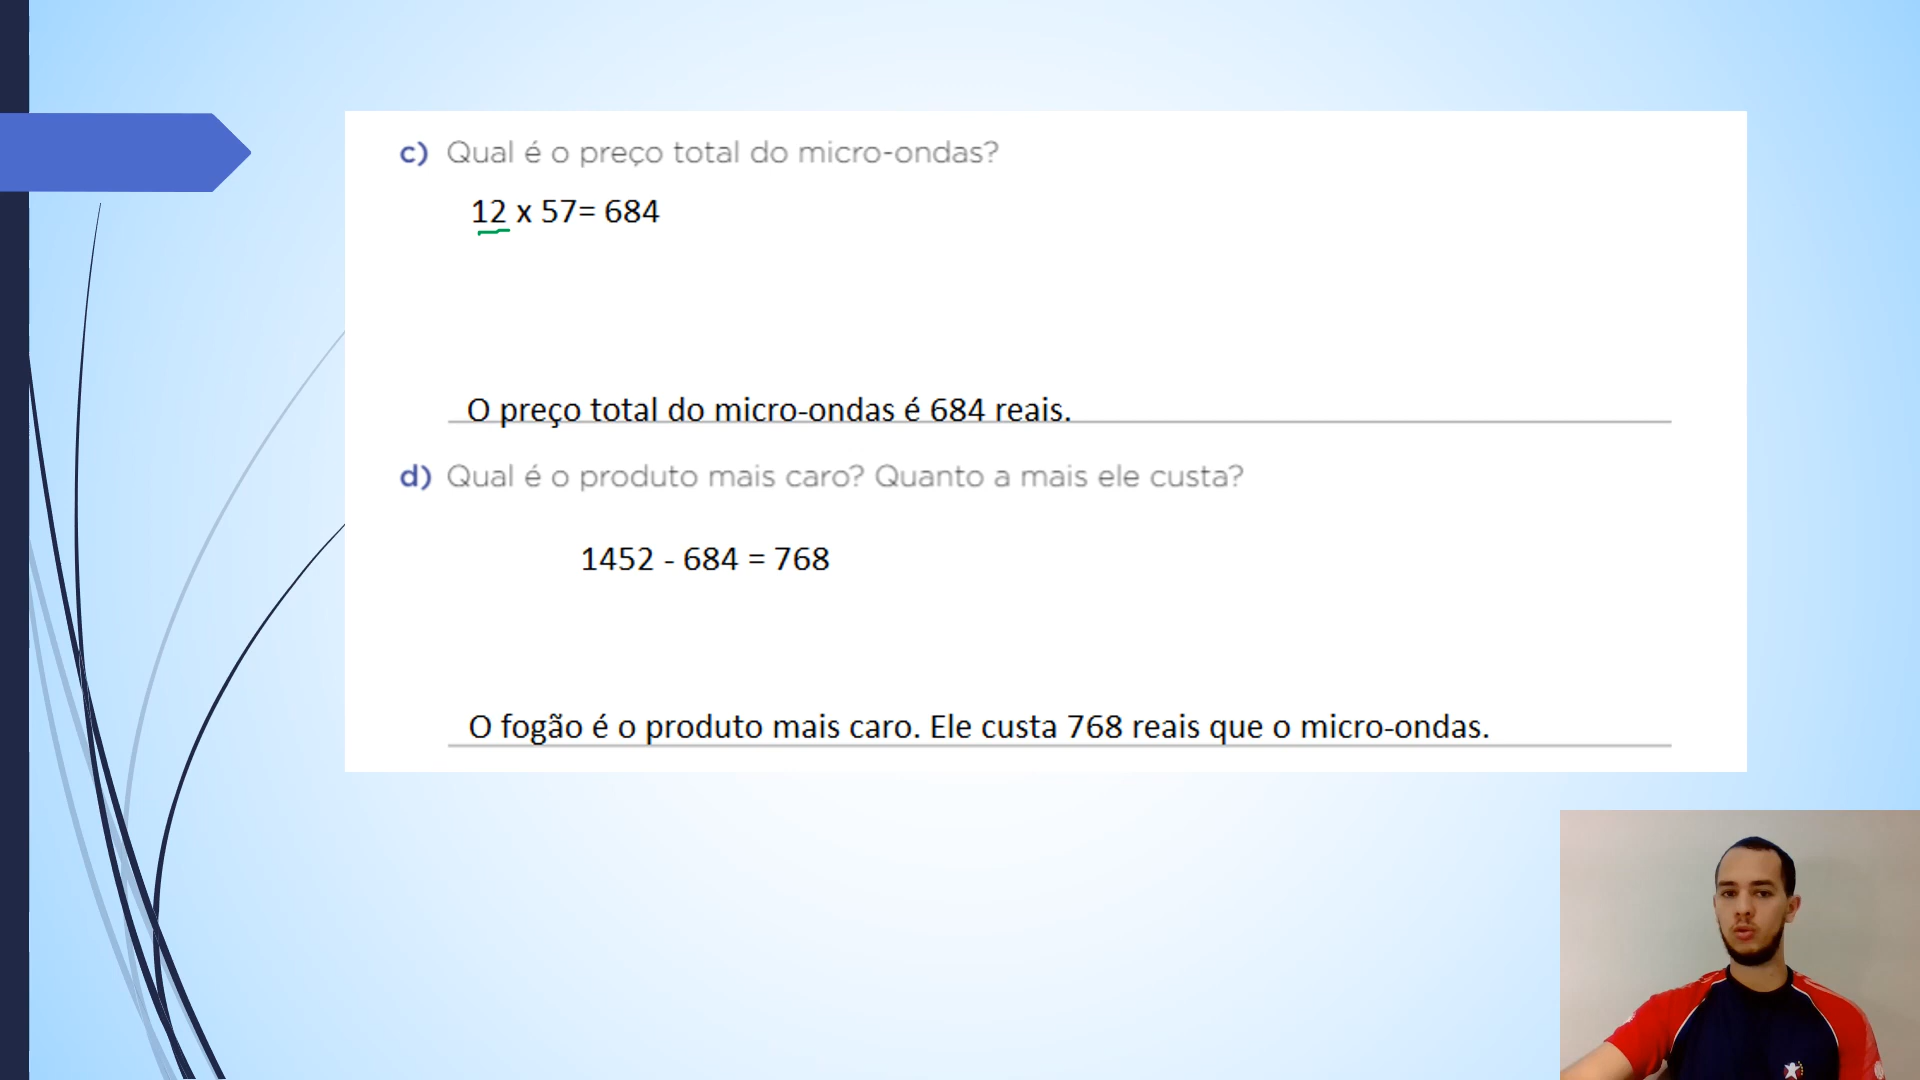 c) Qual é o preço total do micro-ondas?
12 x 57= 684
O preço total do micro-ondas é 684 reais.
d) Qual é o produto mais caro? Quanto a mais ele custa?
1452 - 684 = 768
O fogão é o produto mais caro. Ele custa 768 reais que o micro-ondas.